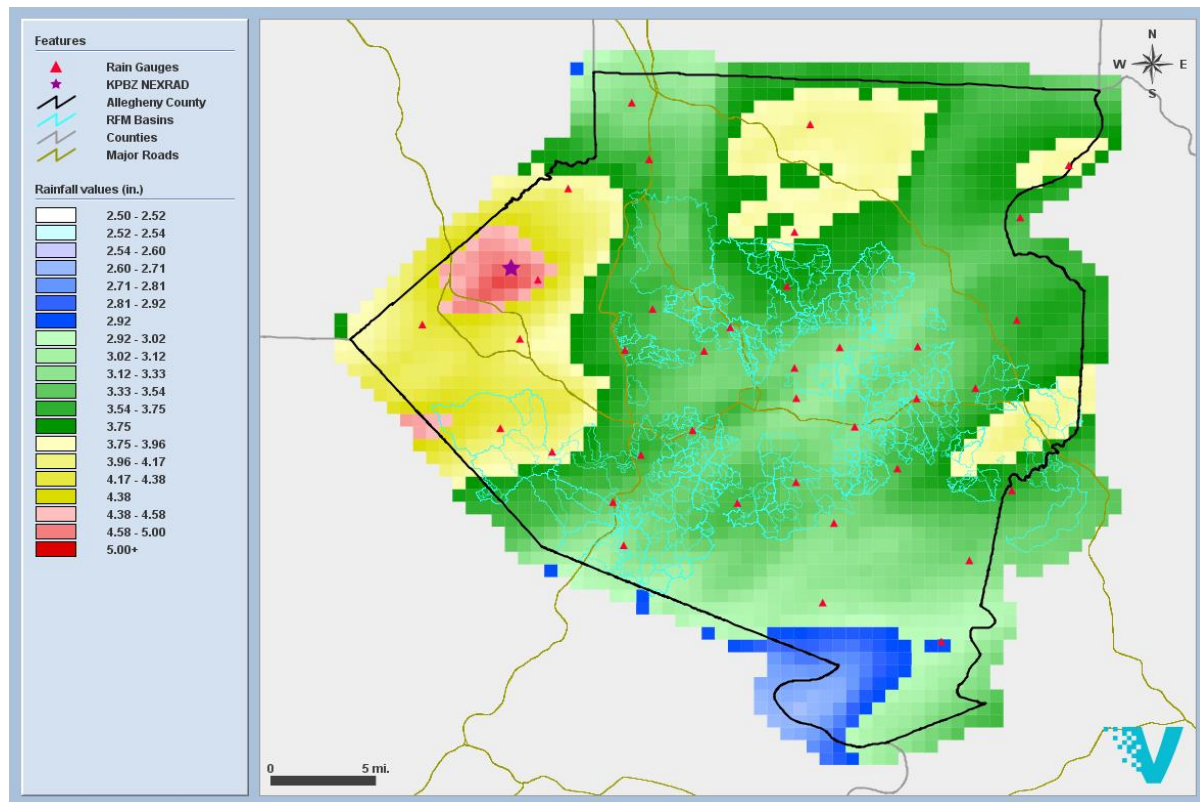 Features
Rain Gauges
KPBZ NEXRAD
Allegheny County
RFM Basins
Counties
Major Roads
Rainfall values (in.)
2.50 - 2.52
2.52 - 2.54
2.54 - 2.60
2.60 - 2.71
2.71 - 2.81
2.81 - 2.92
2.92
2.92 - 3.02
3.02 - 3.12
3.12 - 3.33
3.33 - 3.54
3.54 - 3.75
3.75
3.75 - 3.96
3.96 - 4.17
4.17 - 4.38
4.38
4.38 - 4.58
4.58 - 5.00
5.00+
N
W E
S
0 5 mi.
V